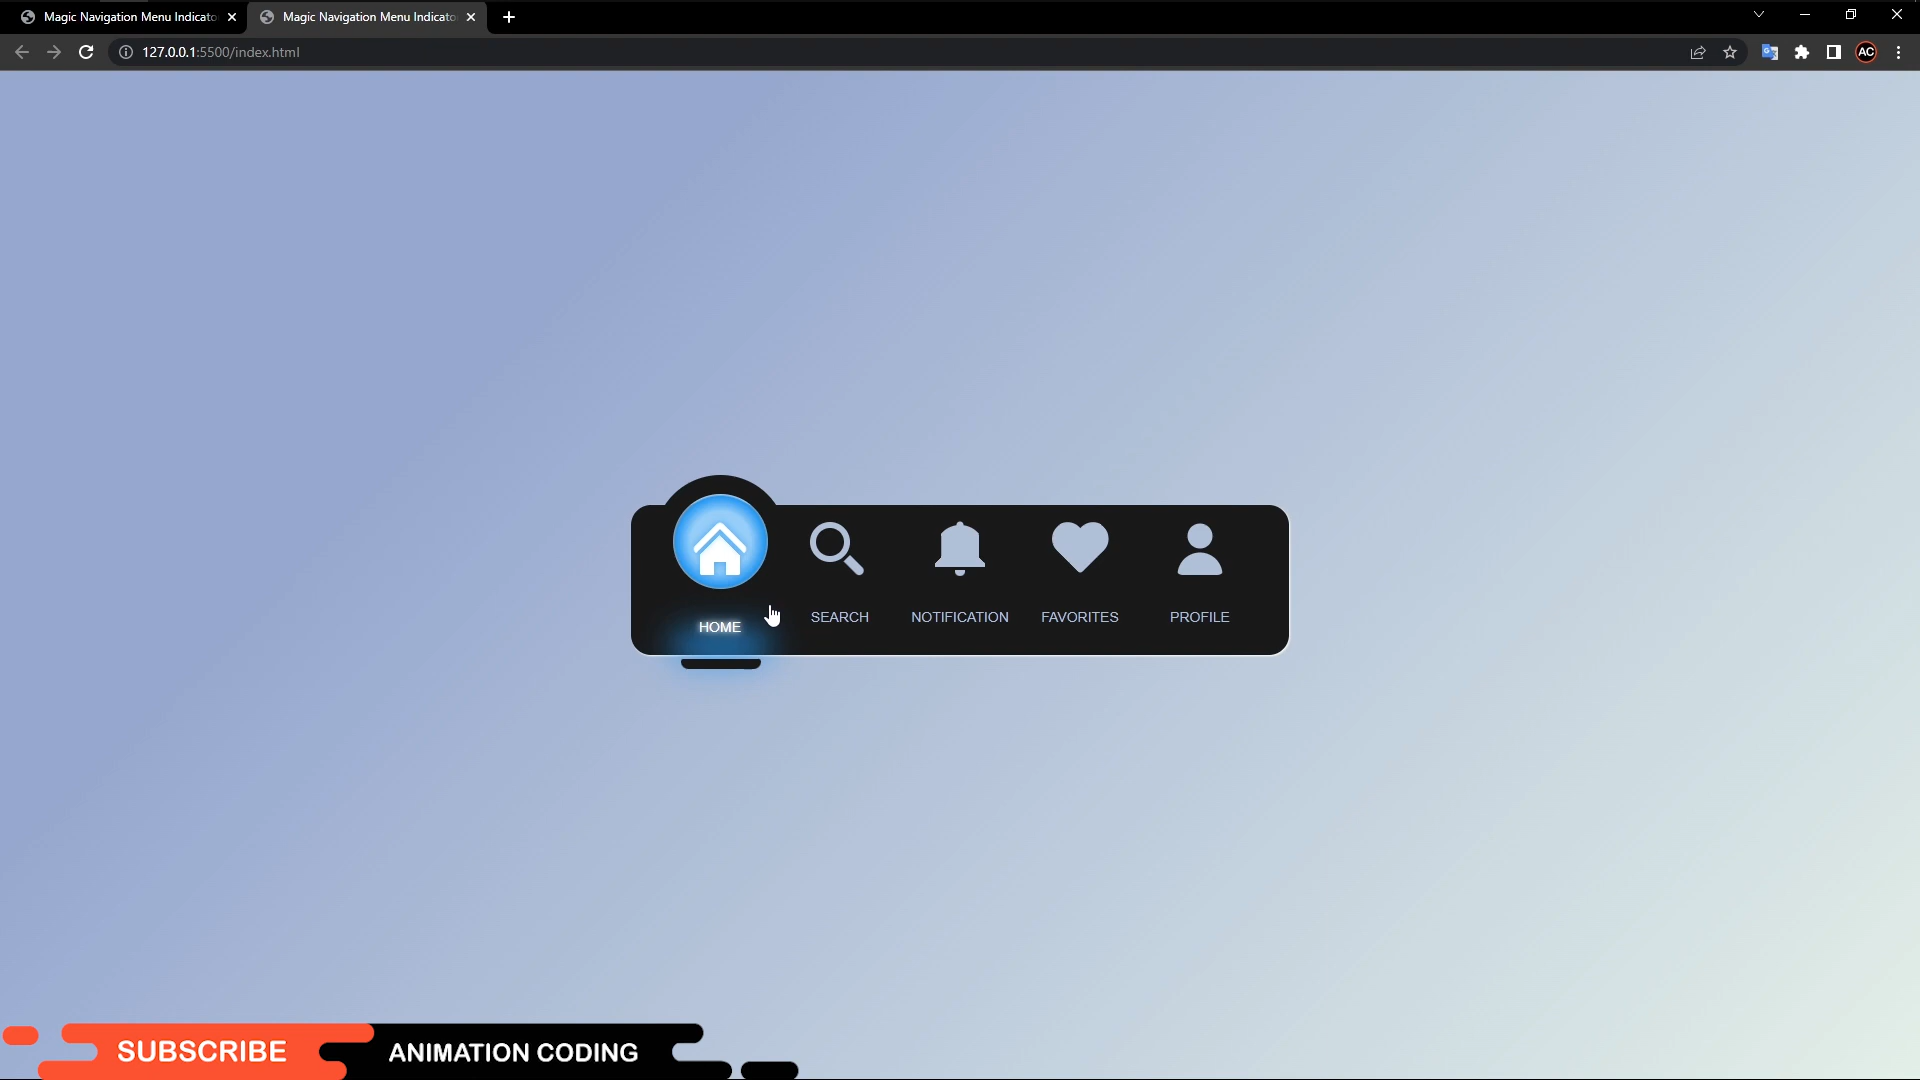 Magic Navigation Menu Indicato
Magic Navigation Menu Indicato
127.0.0.1:5500/index.html
AC
HOME
SEARCH
NOTIFICATION
FAVORITES
PROFILE
SUBSCRIBE
ANIMATION CODING